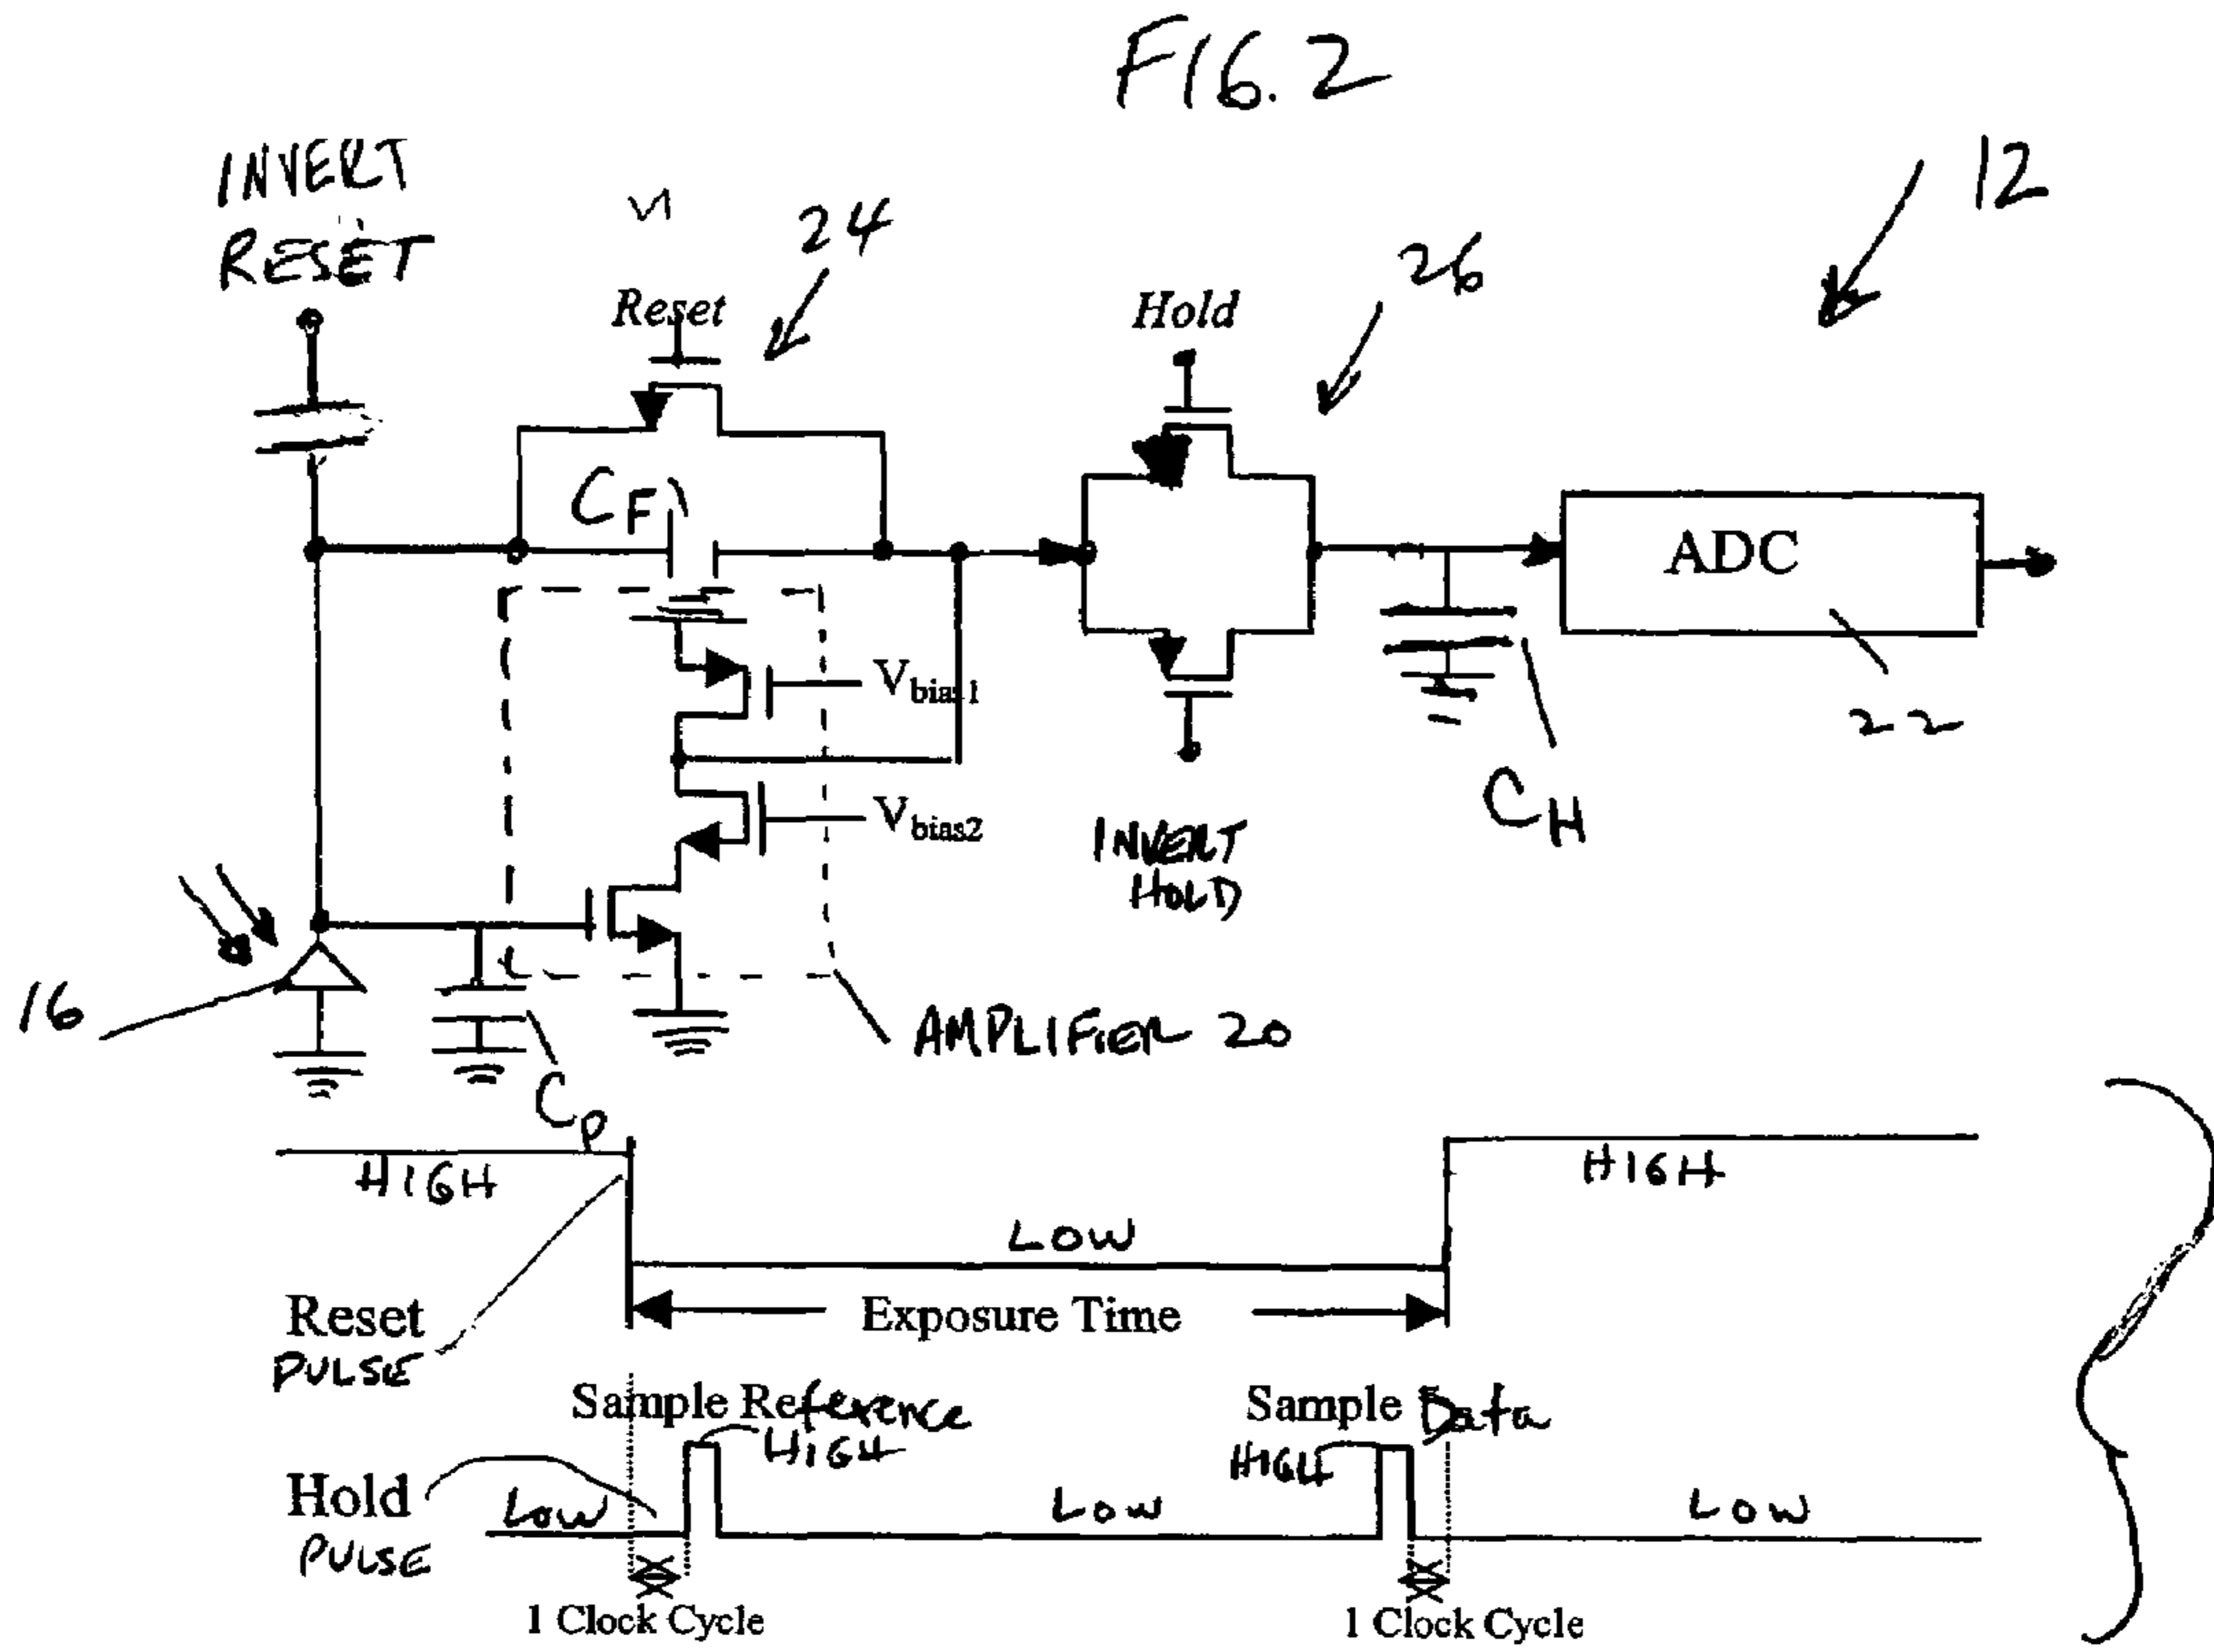 FIG. 2
INVERT
RESET
24
12
26
Reset
Hold
CF
ADC
Vbias1
22
CH
Vbias2
INVERT
HOLD
16
AMPLIFIER 20
CP
HIGH
HIGH
LOW
Reset
PULSE
Exposure Time
Sample Reference
Sample Data
HIGH
HIGH
Hold
PULSE
Low
Low
Low
1 Clock Cycle
1 Clock Cycle